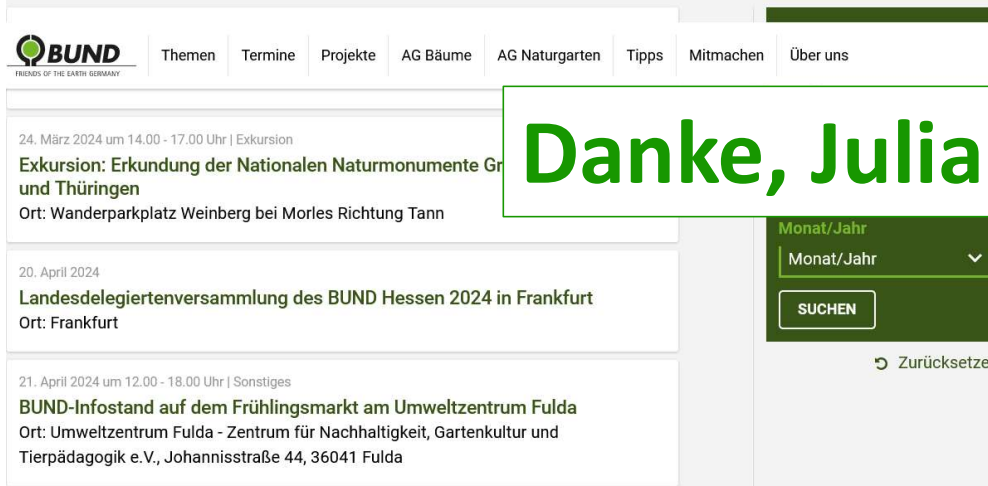 BUND
FRIENDS OF THE EARTH GERMANY
Themen
Termine
Projekte
AG Bäume
AG Naturgarten
Tipps
Mitmachen
Über uns
Danke, Julia
24. März 2024 um 14.00 - 17.00 Uhr | Exkursion
Exkursion: Erkundung der Nationalen Naturmonumente
und Thüringen
Ort: Wanderparkplatz Weinberg bei Morles Richtung Tann
20. April 2024
Landesdelegiertenversammlung des BUND Hessen 2024 in Frankfurt
Ort: Frankfurt
21. April 2024 um 12.00 - 18.00 Uhr | Sonstiges
BUND-Infostand auf dem Frühlingsmarkt am Umweltzentrum Fulda
Ort: Umweltzentrum Fulda - Zentrum für Nachhaltigkeit, Gartenkultur und
Tierpädagogik e.V., Johannisstraße 44, 36041 Fulda
Monat/Jahr
Monat/Jahr
SUCHEN
Zurücksetze